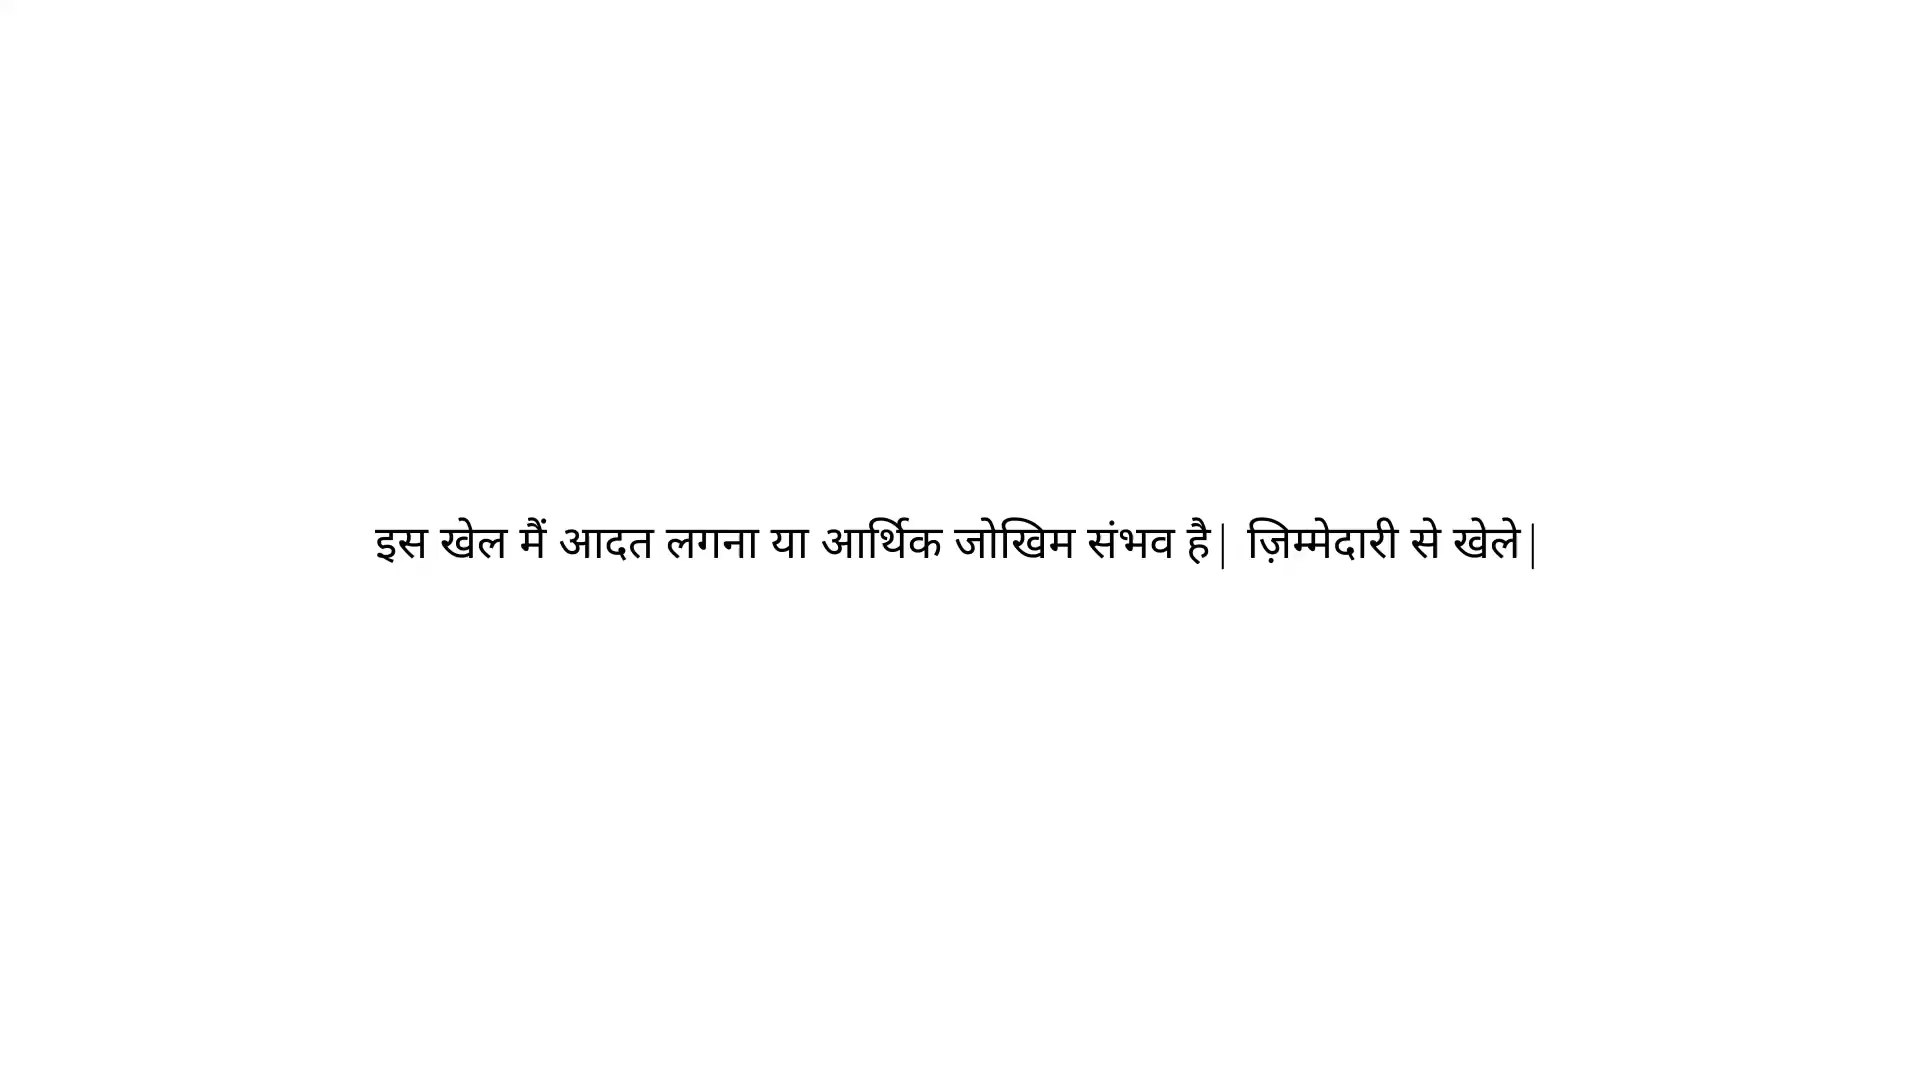 इस खेल मैं आदत लगना या आर्थिक जोखिम संभव है| ज़िम्मेदारी से खेले|